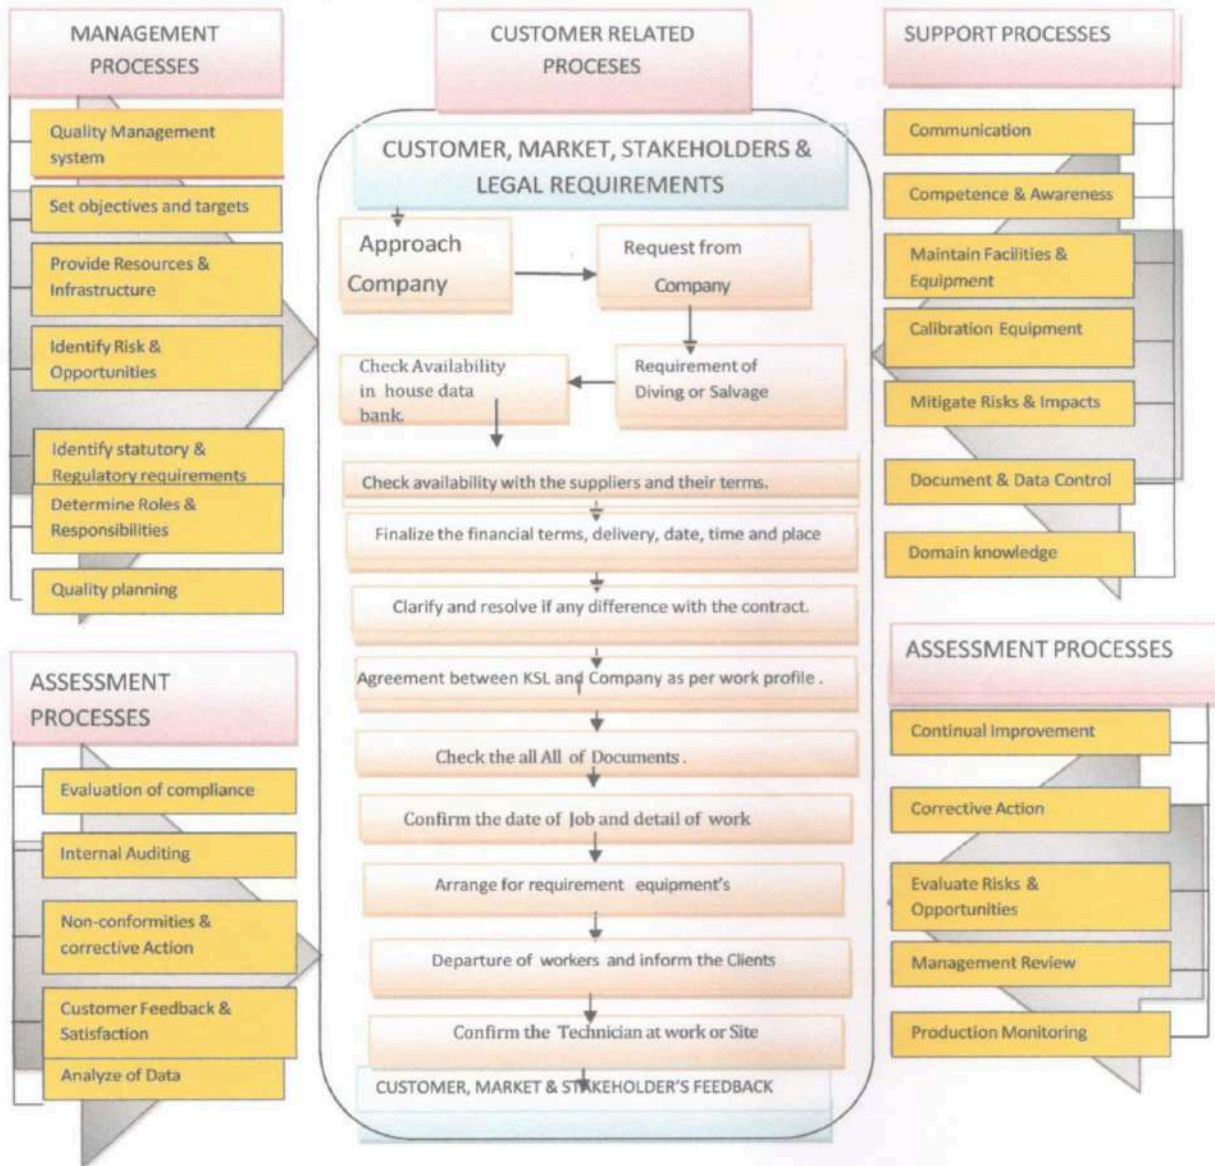 MANAGEMENT
PROCESSES
Quality Management
system
Set objectives and targets
Provide Resources &
Infrastructure
Identify Risk &
Opportunities
Identify statutory &
Regulatory requirements
Determine Roles &
Responsibilities
Quality planning
ASSESSMENT
PROCESSES
Evaluation of compliance
Internal Auditing
Non-conformities &
corrective Action
Customer Feedback &
Satisfaction
Analyze of Data
CUSTOMER RELATED
PROCESES
CUSTOMER, MARKET, STAKEHOLDERS &
LEGAL REQUIREMENTS
Approach
Company
Request from
Company
Requirement of
Diving or Salvage
Check Availability
in house data
bank.
Check availability with the suppliers and their terms.
Finalize the financial terms, delivery, date, time and place
Clarify and resolve if any difference with the contract.
Agreement between KSL and Company as per work profile .
Check the all All of Documents .
Confirm the date of Job and detail of work
Arrange for requirement equipment's
Departure of workers and inform the Clients
Confirm the Technician at work or Site
CUSTOMER, MARKET & STAKEHOLDER'S FEEDBACK
SUPPORT PROCESSES
Communication
Competence & Awareness
Maintain Facilities &
Equipment
Calibration Equipment
Mitigate Risks & Impacts
Document & Data Control
Domain knowledge
ASSESSMENT PROCESSES
Continual Improvement
Corrective Action
Evaluate Risks &
Opportunities
Management Review
Production Monitoring